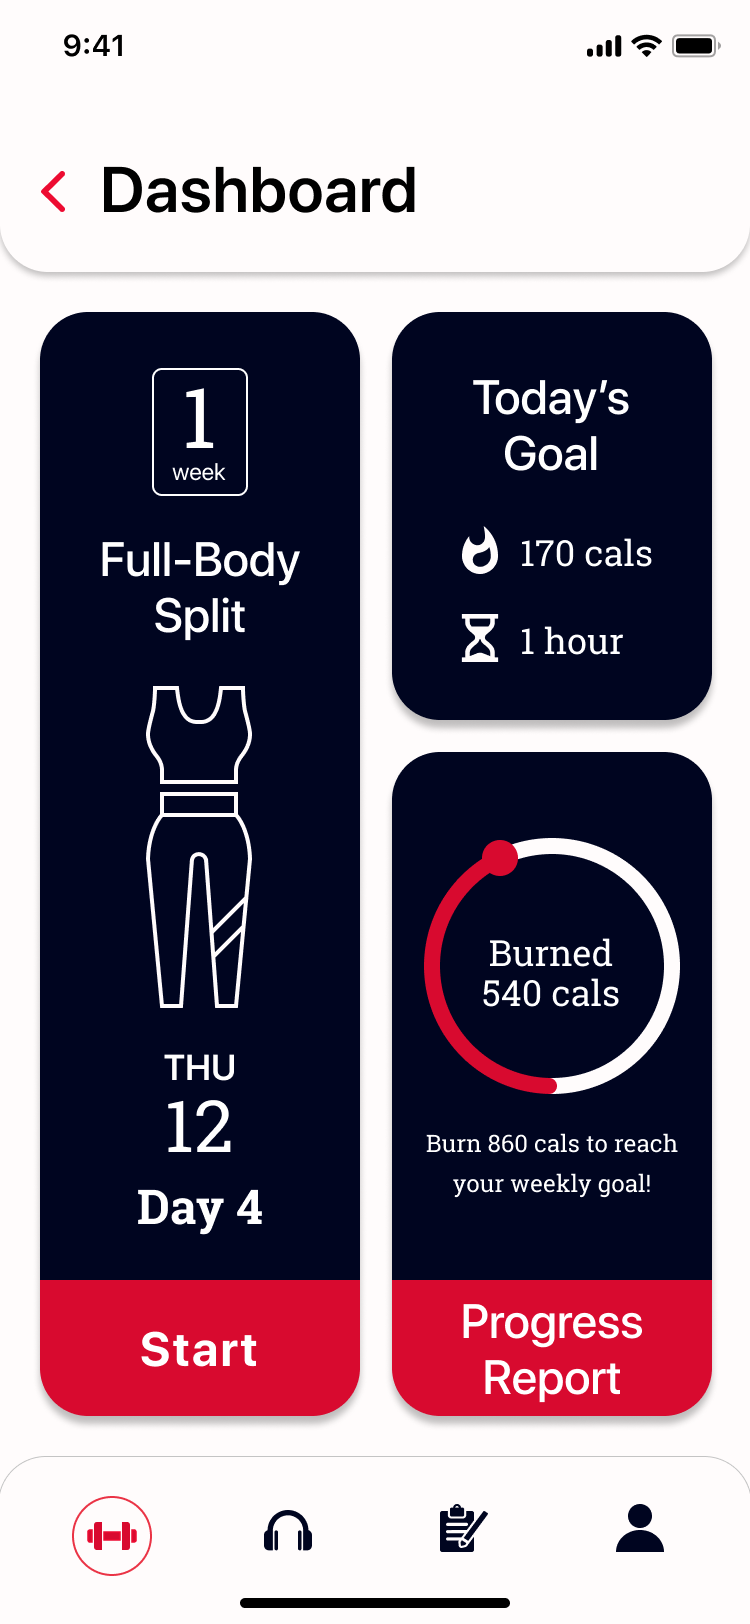 9:41
Dashboard
1
week
Full-Body
Split
THU
12
Day 4
Start
Today’s
Goal
170 cals
1 hour
Burned
540 cals
Burn 860 cals to reach
your weekly goal!
Progress
Report